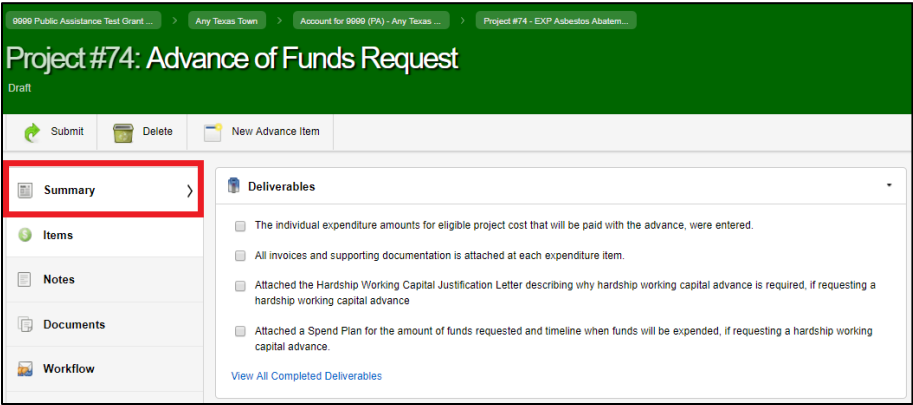 9999 Public Assistance Test Grant ... > Any Texas Town > Account for 9999 (PA) - Any Texas ... > Project #74 - EXP Asbestos Abatem...
Project #74: Advance of Funds Request
Draft
Submit Delete New Advance Item
Summary
Deliverables
The individual expenditure amounts for eligible project cost that will be paid with the advance, were entered.
Items
All invoices and supporting documentation is attached at each expenditure item.
Notes
Attached the Hardship Working Capital Justification Letter describing why hardship working capital advance is required, if requesting a
hardship working capital advance
Documents
Attached a Spend Plan for the amount of funds requested and timeline when funds will be expended, if requesting a hardship working
capital advance.
Workflow
View All Completed Deliverables